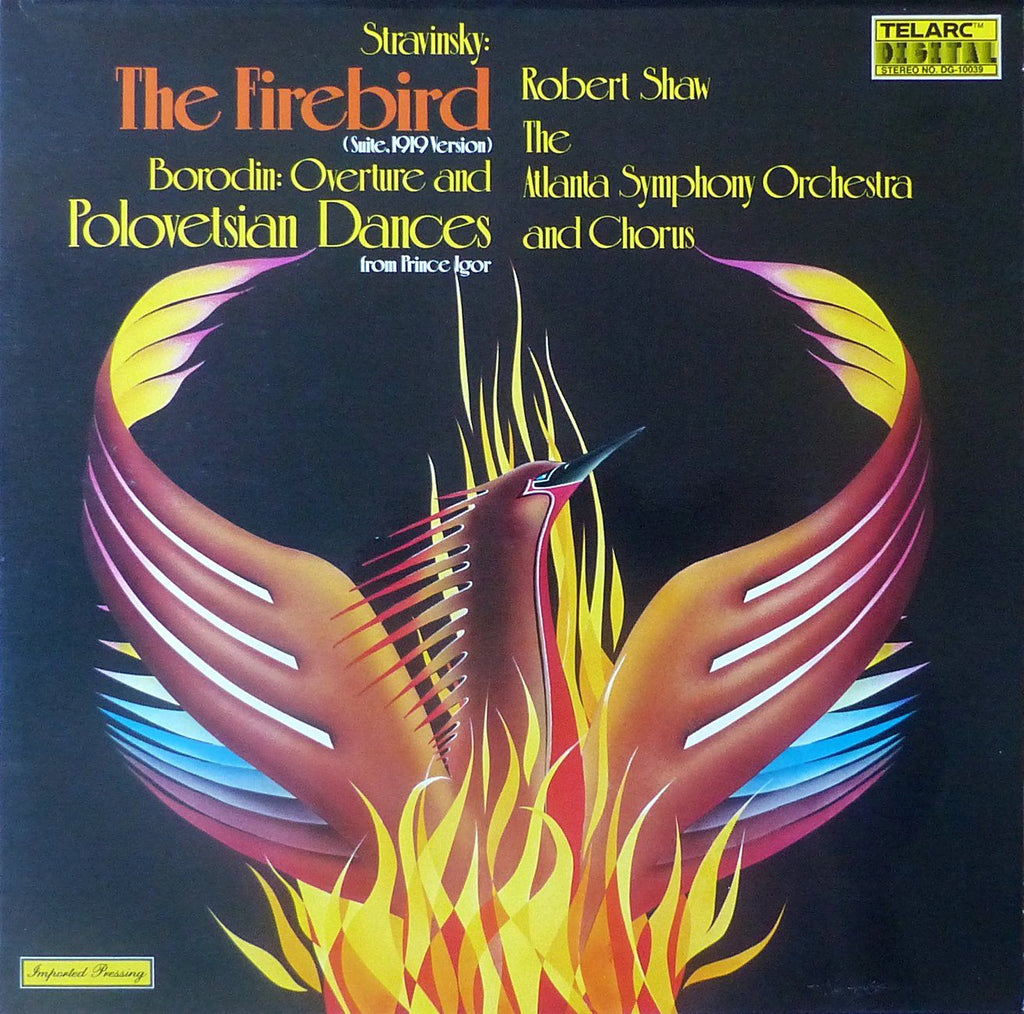 Stravinsky:
The Firebird
(Suite, 1919 Version)
Borodin: Overture and
Polovetsian Dances
from Prince Igor
Robert Shaw
The
Atlanta Symphony Orchestra
and Chorus
TELARC™
DIGITAL
STEREO NO. DG-10039
Imported Pressing